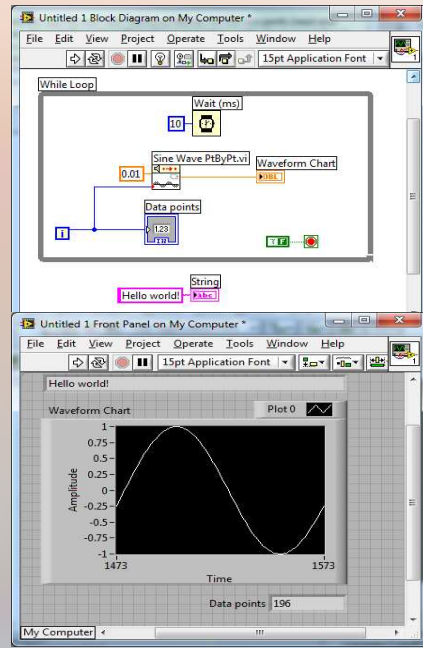 Untitled 1 Block Diagram on My Computer *
File Edit View Project Operate Tools Window Help
15pt Application Font
While Loop
Wait (ms)
10
Sine Wave PtByPt.vi
Waveform Chart
0.01
DBL
Data points
1.23
i
T F
String
Hello world!
abc
Untitled 1 Front Panel on My Computer *
File Edit View Project Operate Tools Window Help
15pt Application Font
Hello world!
Waveform Chart
Plot 0
1
0.75
0.5
0.25
0
-0.25
-0.5
-0.75
-1
Amplitude
1473
1573
Time
Data points 196
My Computer